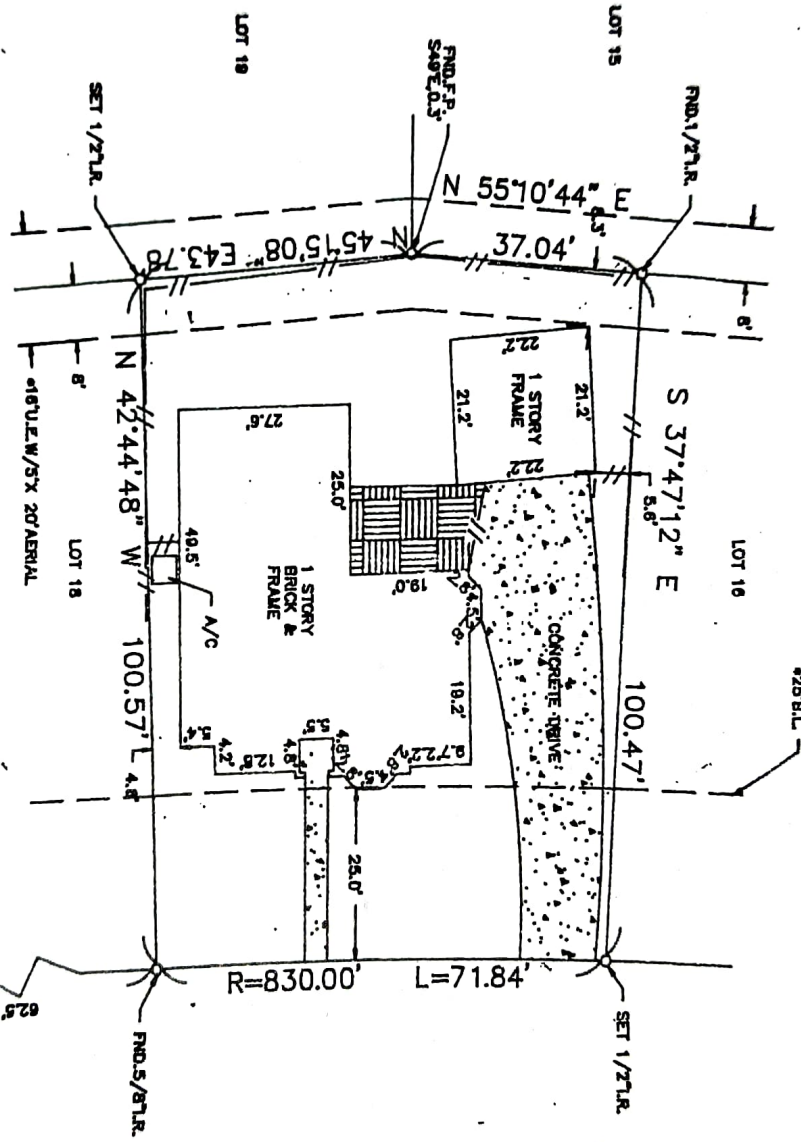 LOT 19
LOT 15
FND.F.P.
S49°E,0.3'
FND.1/2"I.R.
SET 1/2"I.R.
N 55°10'44" E
37.04'
8.3'
N 45°15'08" E43.78
8'
8'
*16'U.E.W/5'X 20'AERIAL
LOT 18
LOT 16
N 42°44'48" W 100.57'
S 37°47'12" E 100.47'
22.2'
21.2'
1 STORY
FRAME
21.2'
22.2'
5.6'
27.6'
25.0'
49.5'
A/C
1 STORY
BRICK &
FRAME
19.0'
4.5'
CONCRETE DRIVE
19.2'
9.7'
2.2'
5.4'
4.2'
12.6'
4.8'
5.5'
4.8'
4.5'
4.8'
25.0'
*25'B.L.
R=830.00' L=71.84'
62.5'
FND.5/8"I.R.
SET 1/2"I.R.